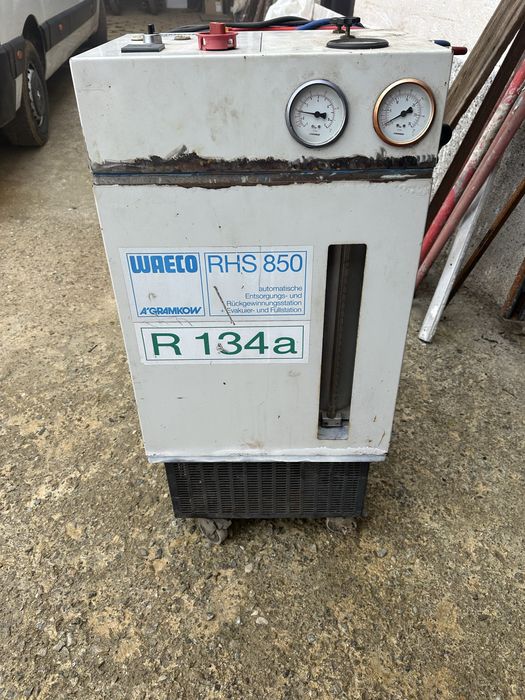 WAECO
A'GRAMKOW
RHS 850
automatische
Entsorgungs- und
Rückgewinnungsstation
+ Evakuier- und Füllstation
R 134a